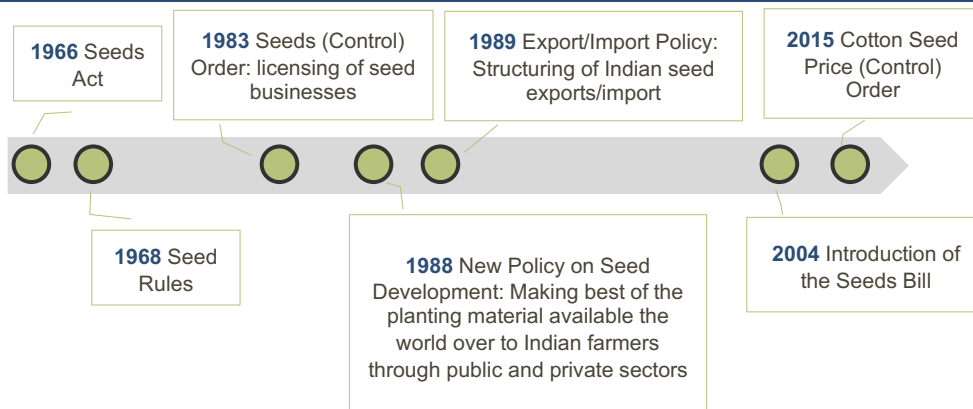 1966 Seeds
Act
1983 Seeds (Control)
Order: licensing of seed
businesses
1989 Export/Import Policy:
Structuring of Indian seed
exports/import
2015 Cotton Seed
Price (Control)
Order
1968 Seed
Rules
1988 New Policy on Seed
Development: Making best of the
planting material available the
world over to Indian farmers
through public and private sectors
2004 Introduction of
the Seeds Bill